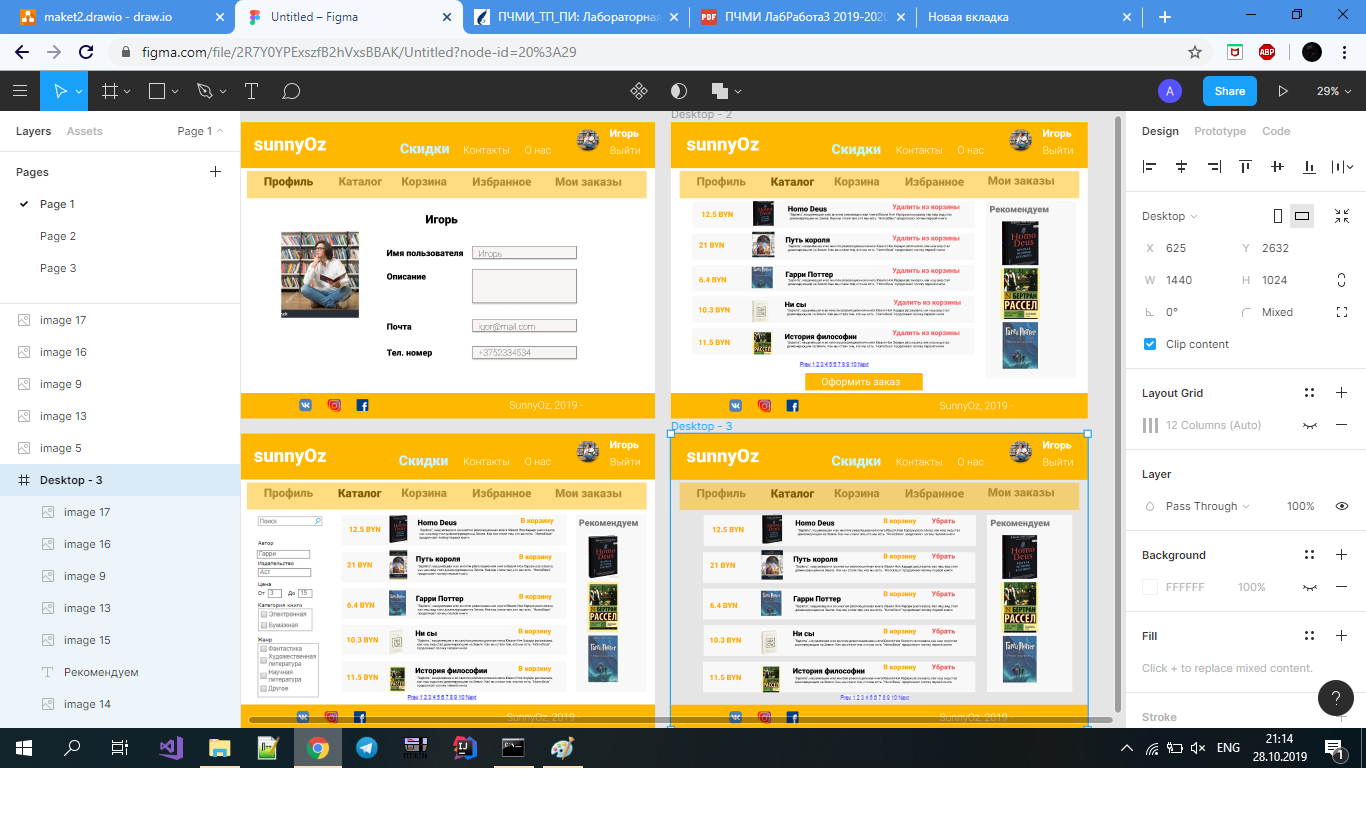 maket2.drawio - draw.io
Untitled – Figma
ПЧМИ_ТП_ПИ: Лабораторная
ПЧМИ ЛабРабота3 2019-2020
Новая вкладка
figma.com/file/2R7Y0YPExszfB2hVxsBBAK/Untitled?node-id=20%3A29
ABP
A
Share
29%
Layers
Assets
Page 1
Pages
Page 1
Page 2
Page 3
image 17
image 16
image 9
image 13
image 5
Desktop - 3
image 17
image 16
image 9
image 13
image 15
Рекомендуем
image 14
sunnyOz
Скидки
Контакты
О нас
Игорь
Выйти
Профиль
Каталог
Корзина
Избранное
Мои заказы
Игорь
Имя пользователя
Игорь
Описание
Почта
igor@mail.com
Тел. номер
+3752334534
SunnyOz, 2019 -
Desktop - 2
sunnyOz
Скидки
Контакты
О нас
Игорь
Выйти
Профиль
Каталог
Корзина
Избранное
Мои заказы
12.5 BYN
Homo Deus
Удалить из корзины
21 BYN
Путь короля
Удалить из корзины
6.4 BYN
Гарри Поттер
Удалить из корзины
10.3 BYN
Ни сы
Удалить из корзины
11.5 BYN
История философии
Удалить из корзины
Рекомендуем
Prev 1 2 3 4 5 6 7 8 9 10 Next
Оформить заказ
SunnyOz, 2019 -
sunnyOz
Скидки
Контакты
О нас
Игорь
Выйти
Профиль
Каталог
Корзина
Избранное
Мои заказы
Поиск
Автор
Гарри
Издательство
Аст
Цена
От 3 До 15
Категория книги
Электронная
Бумажная
Жанр
Фантастика
Художественная
литература
Научная
литература
Другое
12.5 BYN
Homo Deus
В корзину
21 BYN
Путь короля
В корзину
6.4 BYN
Гарри Поттер
В корзину
10.3 BYN
Ни сы
В корзину
11.5 BYN
История философии
В корзину
Рекомендуем
Prev 1 2 3 4 5 6 7 8 9 10 Next
SunnyOz, 2019 -
Desktop - 3
sunnyOz
Скидки
Контакты
О нас
Игорь
Выйти
Профиль
Каталог
Корзина
Избранное
Мои заказы
12.5 BYN
Homo Deus
В корзину
Убрать
21 BYN
Путь короля
В корзину
Убрать
6.4 BYN
Гарри Поттер
В корзину
Убрать
10.3 BYN
Ни сы
В корзину
Убрать
11.5 BYN
История философии
В корзину
Убрать
Рекомендуем
Prev 1 2 3 4 5 6 7 8 9 10 Next
SunnyOz, 2019 -
Design
Prototype
Code
Desktop
X 625
Y 2632
W 1440
H 1024
0°
Mixed
Clip content
Layout Grid
12 Columns (Auto)
Layer
Pass Through
100%
Background
FFFFFF
100%
Fill
Click + to replace mixed content.
Stroke
?
ENG
21:14
28.10.2019
1